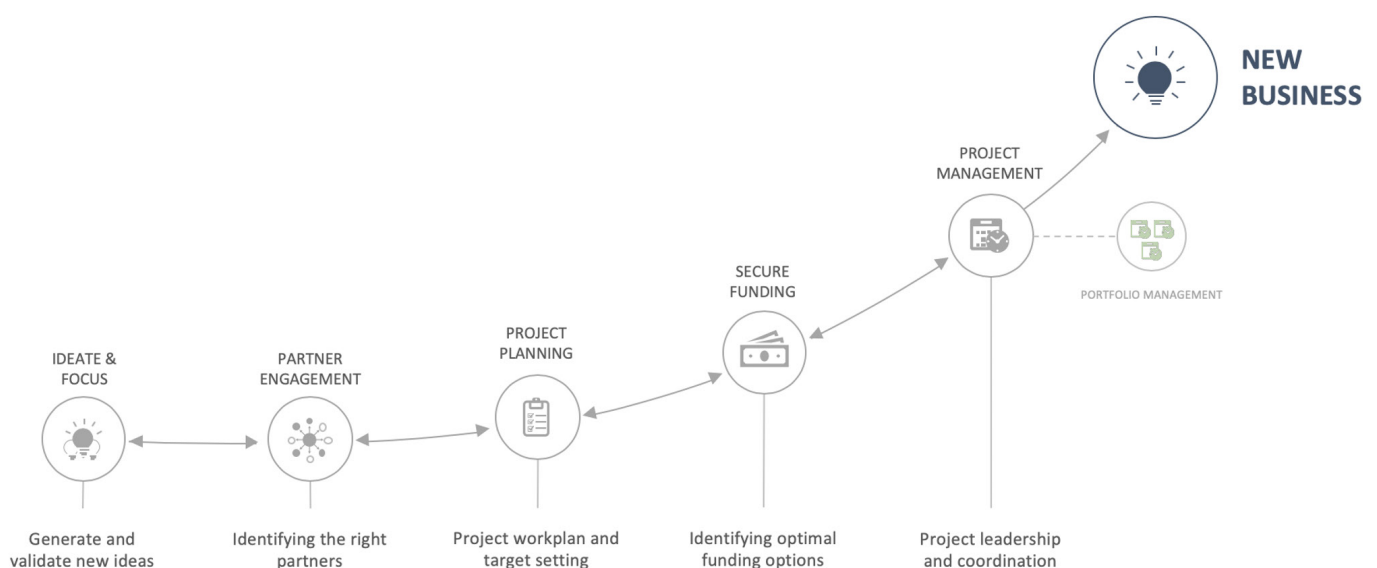 NEW
BUSINESS
PROJECT
MANAGEMENT
PORTFOLIO MANAGEMENT
SECURE
FUNDING
PROJECT
PLANNING
IDEATE &
FOCUS
PARTNER
ENGAGEMENT
Generate and
validate new ideas
Identifying the right
partners
Project workplan and
target setting
Identifying optimal
funding options
Project leadership
and coordination